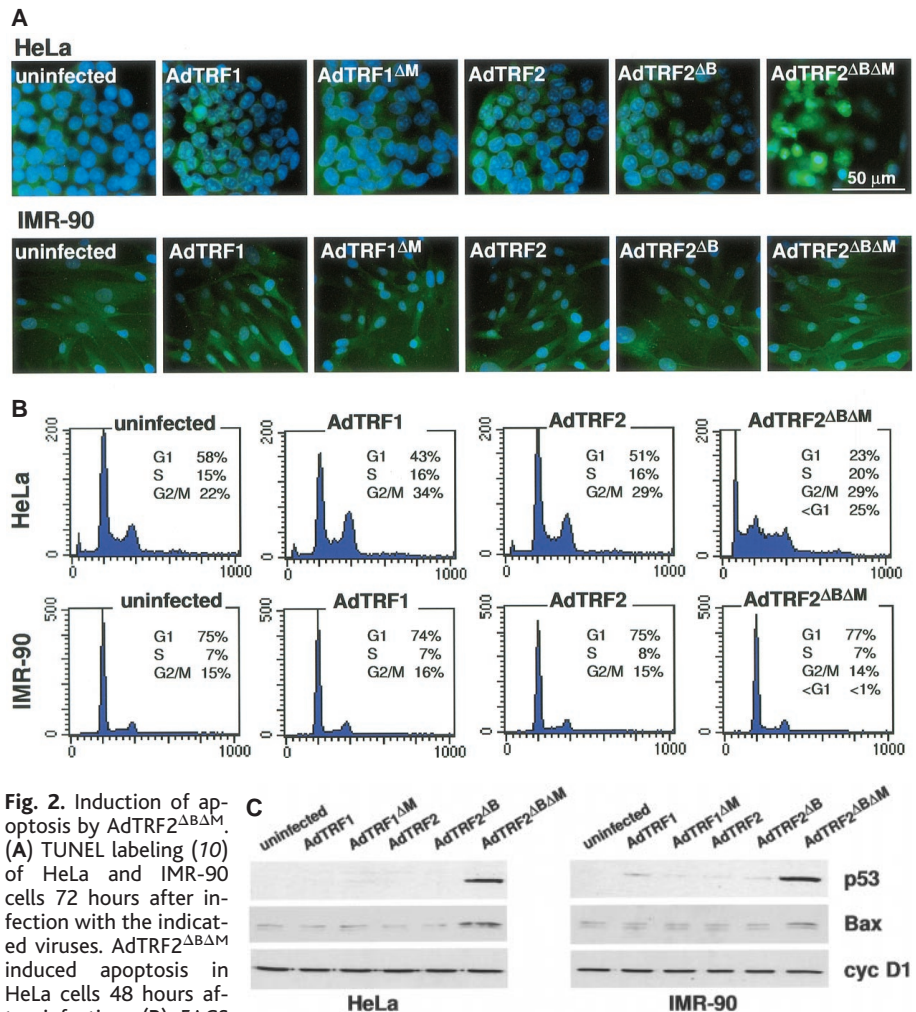 A
HeLa
uninfected AdTRF1 AdTRF1ΔM AdTRF2 AdTRF2ΔB AdTRF2ΔBΔM
50 μm
IMR-90
uninfected AdTRF1 AdTRF1ΔM AdTRF2 AdTRF2ΔB AdTRF2ΔBΔM
B
HeLa
uninfected
200
0
G1 58%
S 15%
G2/M 22%
0 1000
AdTRF1
200
0
G1 43%
S 16%
G2/M 34%
0 1000
AdTRF2
200
0
G1 51%
S 16%
G2/M 29%
0 1000
AdTRF2ΔBΔM
200
0
G1 23%
S 20%
G2/M 29%
<G1 25%
0 1000
IMR-90
uninfected
500
0
G1 75%
S 7%
G2/M 15%
0 1000
AdTRF1
500
0
G1 74%
S 7%
G2/M 16%
0 1000
AdTRF2
500
0
G1 75%
S 8%
G2/M 15%
0 1000
AdTRF2ΔBΔM
500
0
G1 77%
S 7%
G2/M 14%
<G1 <1%
0 1000
Fig. 2. Induction of ap-
optosis by AdTRF2ΔBΔM.
(A) TUNEL labeling (10)
of HeLa and IMR-90
cells 72 hours after in-
fection with the indicat-
ed viruses. AdTRF2ΔBΔM
induced apoptosis in
HeLa cells 48 hours af-
C
uninfected AdTRF1 AdTRF1ΔM AdTRF2 AdTRF2ΔB AdTRF2ΔBΔM
uninfected AdTRF1 AdTRF1ΔM AdTRF2 AdTRF2ΔB AdTRF2ΔBΔM
p53
Bax
cyc D1
HeLa IMR-90